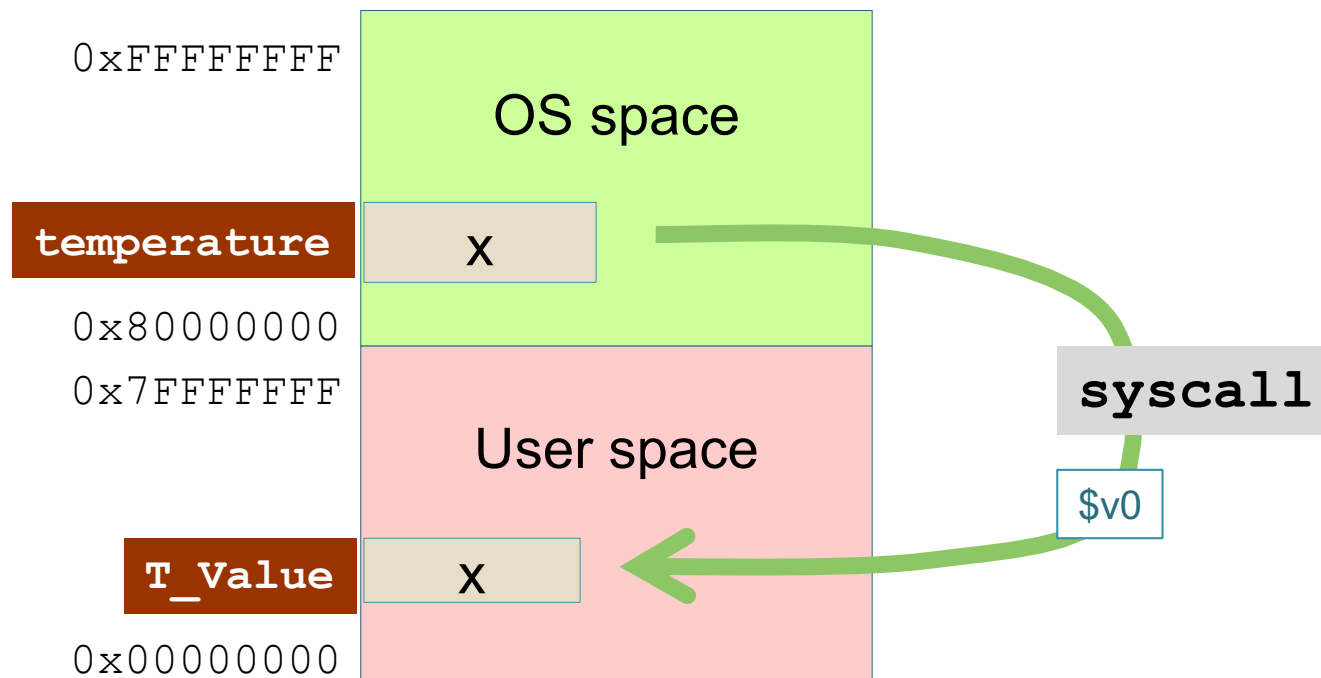 0xFFFFFFFF
OS space
temperature
x
0x80000000
0x7FFFFFFF
syscall
User space
$v0
T_Value
x
0x00000000